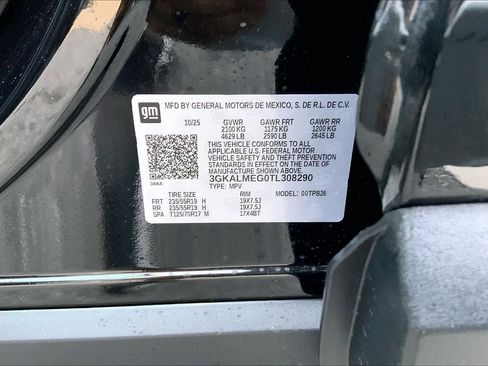 gm
MFD BY GENERAL MOTORS DE MEXICO, S. DE R.L. DE C.V.
10/25 GVWR GAWR FRT GAWR RR
2100 KG 1175 KG 1200 KG
4629 LB 2590 LB 2645 LB
THIS VEHICLE CONFORMS TO ALL
APPLICABLE U.S. FEDERAL MOTOR
VEHICLE SAFETY AND THEFT PREVENTION
STANDARDS IN EFFECT ON THE DATE OF
MANUFACTURE SHOWN ABOVE.
3GKALMEG0TL308290
TYPE: MPV
TIRE SIZE RIM MODEL: 00TPB26
FRT 235/55R19 H 19X7.5J
RR 235/55R19 H 19X7.5J
SPA T125/70R17 M 17X4BT